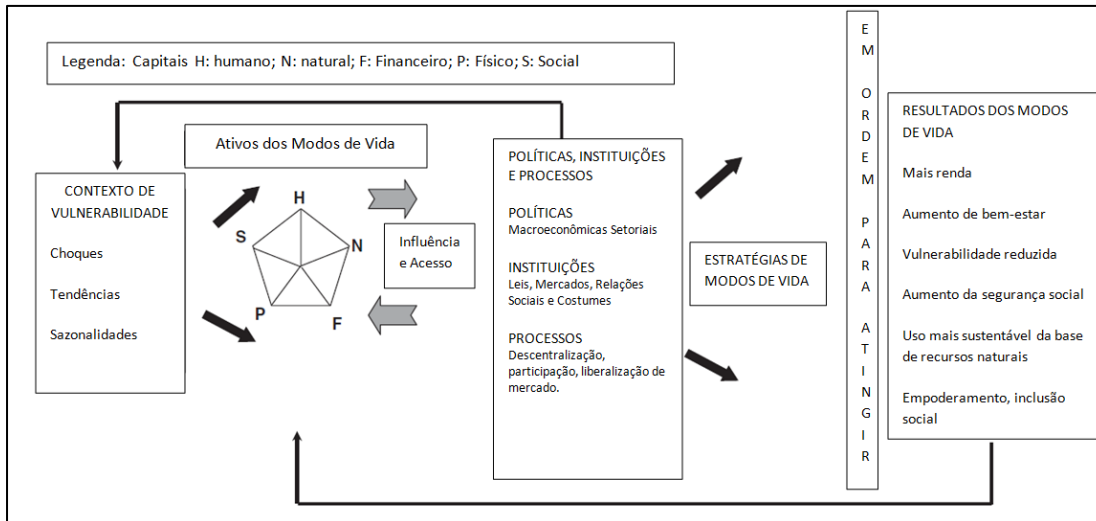 Legenda: Capitais H: humano; N: natural; F: Financeiro; P: Físico; S: Social
Ativos dos Modos de Vida
CONTEXTO DE
VULNERABILIDADE
Choques
Tendências
Sazonalidades
H
S
N
P
F
Influência
e Acesso
POLÍTICAS, INSTITUIÇÕES
E PROCESSOS
POLÍTICAS
Macroeconômicas Setoriais
INSTITUIÇÕES
Leis, Mercados, Relações
Sociais e Costumes
PROCESSOS
Descentralização,
participação, liberalização de
mercado.
ESTRATÉGIAS DE
MODOS DE VIDA
E
M
O
R
D
E
M
P
A
R
A
A
T
I
N
G
I
R
RESULTADOS DOS MODOS
DE VIDA
Mais renda
Aumento de bem-estar
Vulnerabilidade reduzida
Aumento da segurança social
Uso mais sustentável da base
de recursos naturais
Empoderamento, inclusão
social